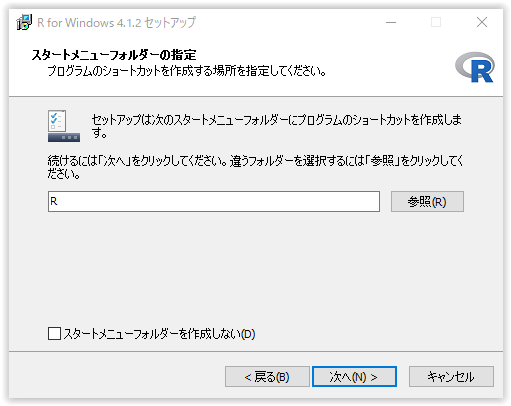 R for Windows 4.1.2 セットアップ
スタートメニューフォルダーの指定
プログラムのショートカットを作成する場所を指定してください。
R
セットアップは次のスタートメニューフォルダーにプログラムのショートカットを作成しま
す。
続けるには「次へ」をクリックしてください。違うフォルダーを選択するには「参照」をクリックしてく
ださい。
R
参照(R)
スタートメニューフォルダーを作成しない(D)
< 戻る(B)
次へ(N) >
キャンセル